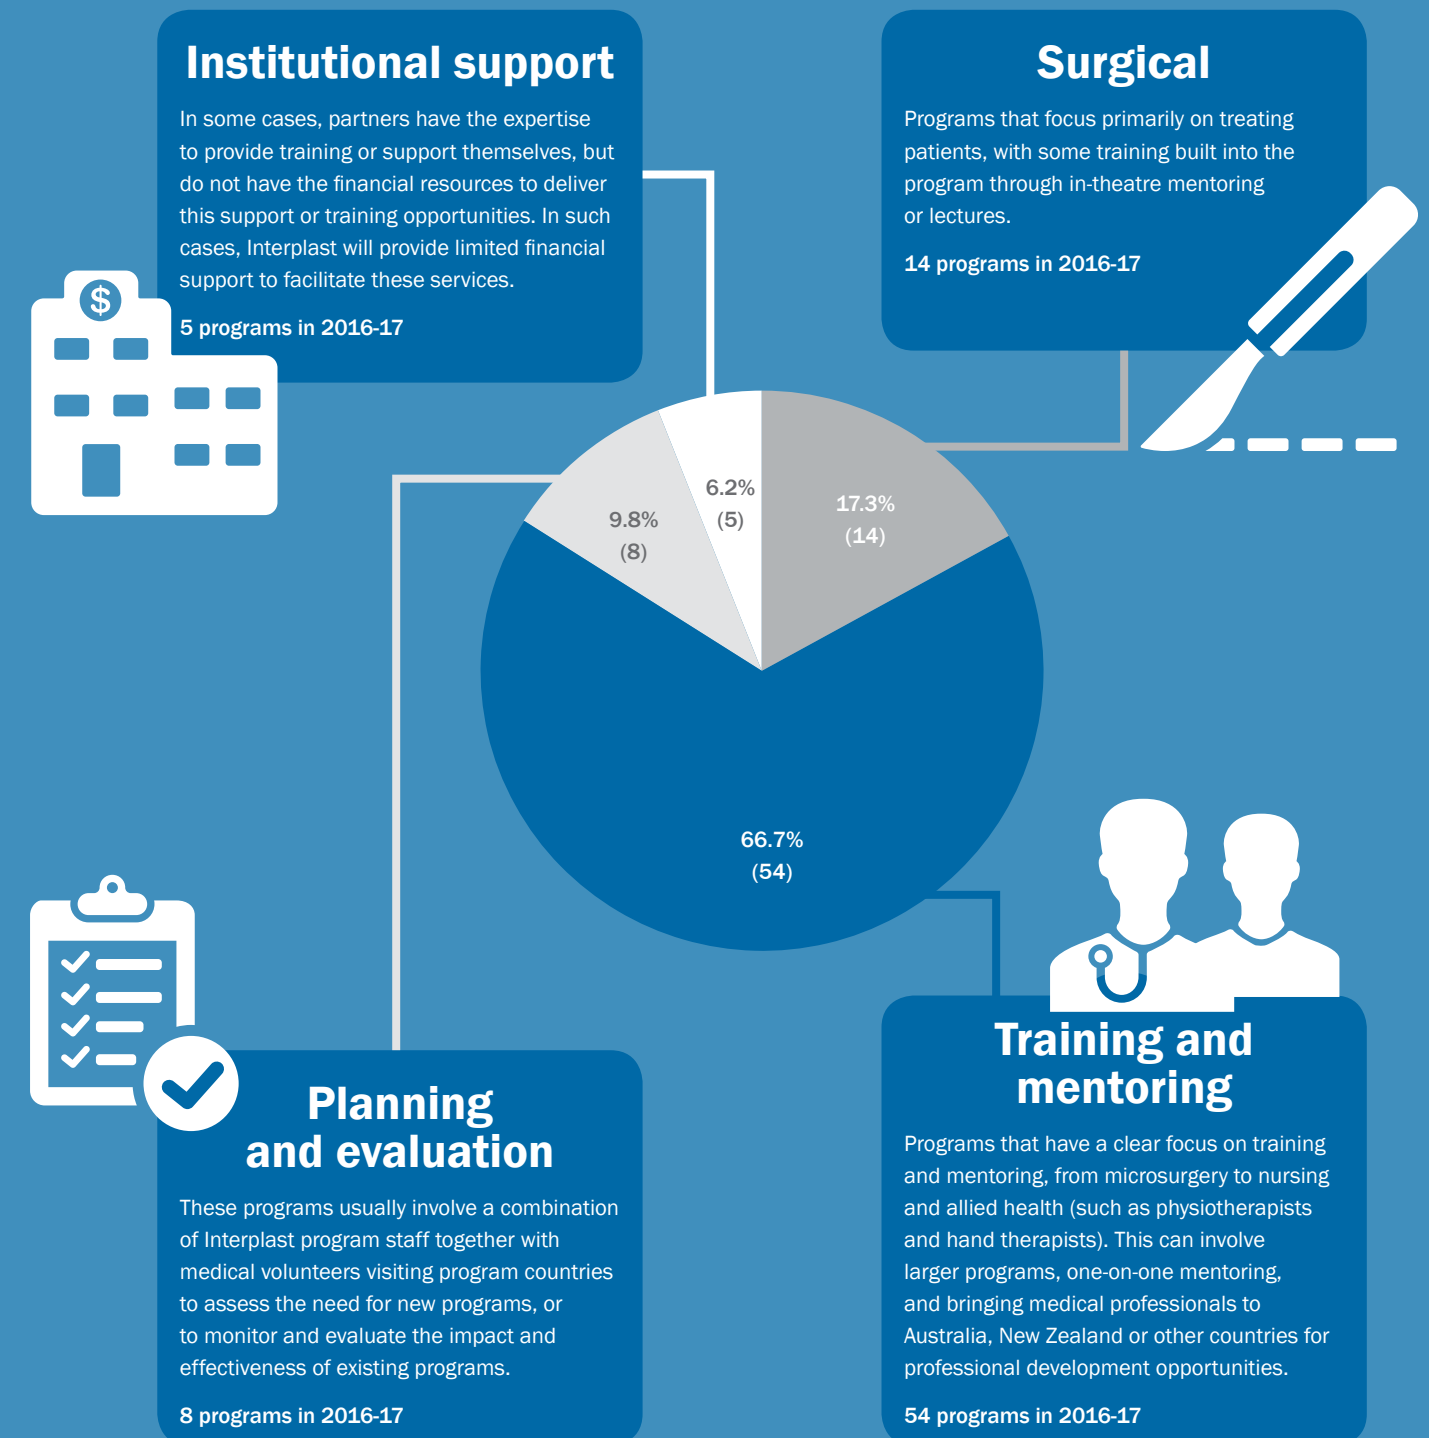 Institutional support
In some cases, partners have the expertise
to provide training or support themselves, but
do not have the financial resources to deliver
this support or training opportunities. In such
cases, Interplast will provide limited financial
support to facilitate these services.
5 programs in 2016-17
$
Surgical
Programs that focus primarily on treating
patients, with some training built into the
program through in-theatre mentoring
or lectures.
14 programs in 2016-17
6.2%
(5)
17.3%
(14)
9.8%
(8)
66.7%
(54)
Planning
and evaluation
These programs usually involve a combination
of Interplast program staff together with
medical volunteers visiting program countries
to assess the need for new programs, or
to monitor and evaluate the impact and
effectiveness of existing programs.
8 programs in 2016-17
Training and
mentoring
Programs that have a clear focus on training
and mentoring, from microsurgery to nursing
and allied health (such as physiotherapists
and hand therapists). This can involve
larger programs, one-on-one mentoring,
and bringing medical professionals to
Australia, New Zealand or other countries for
professional development opportunities.
54 programs in 2016-17